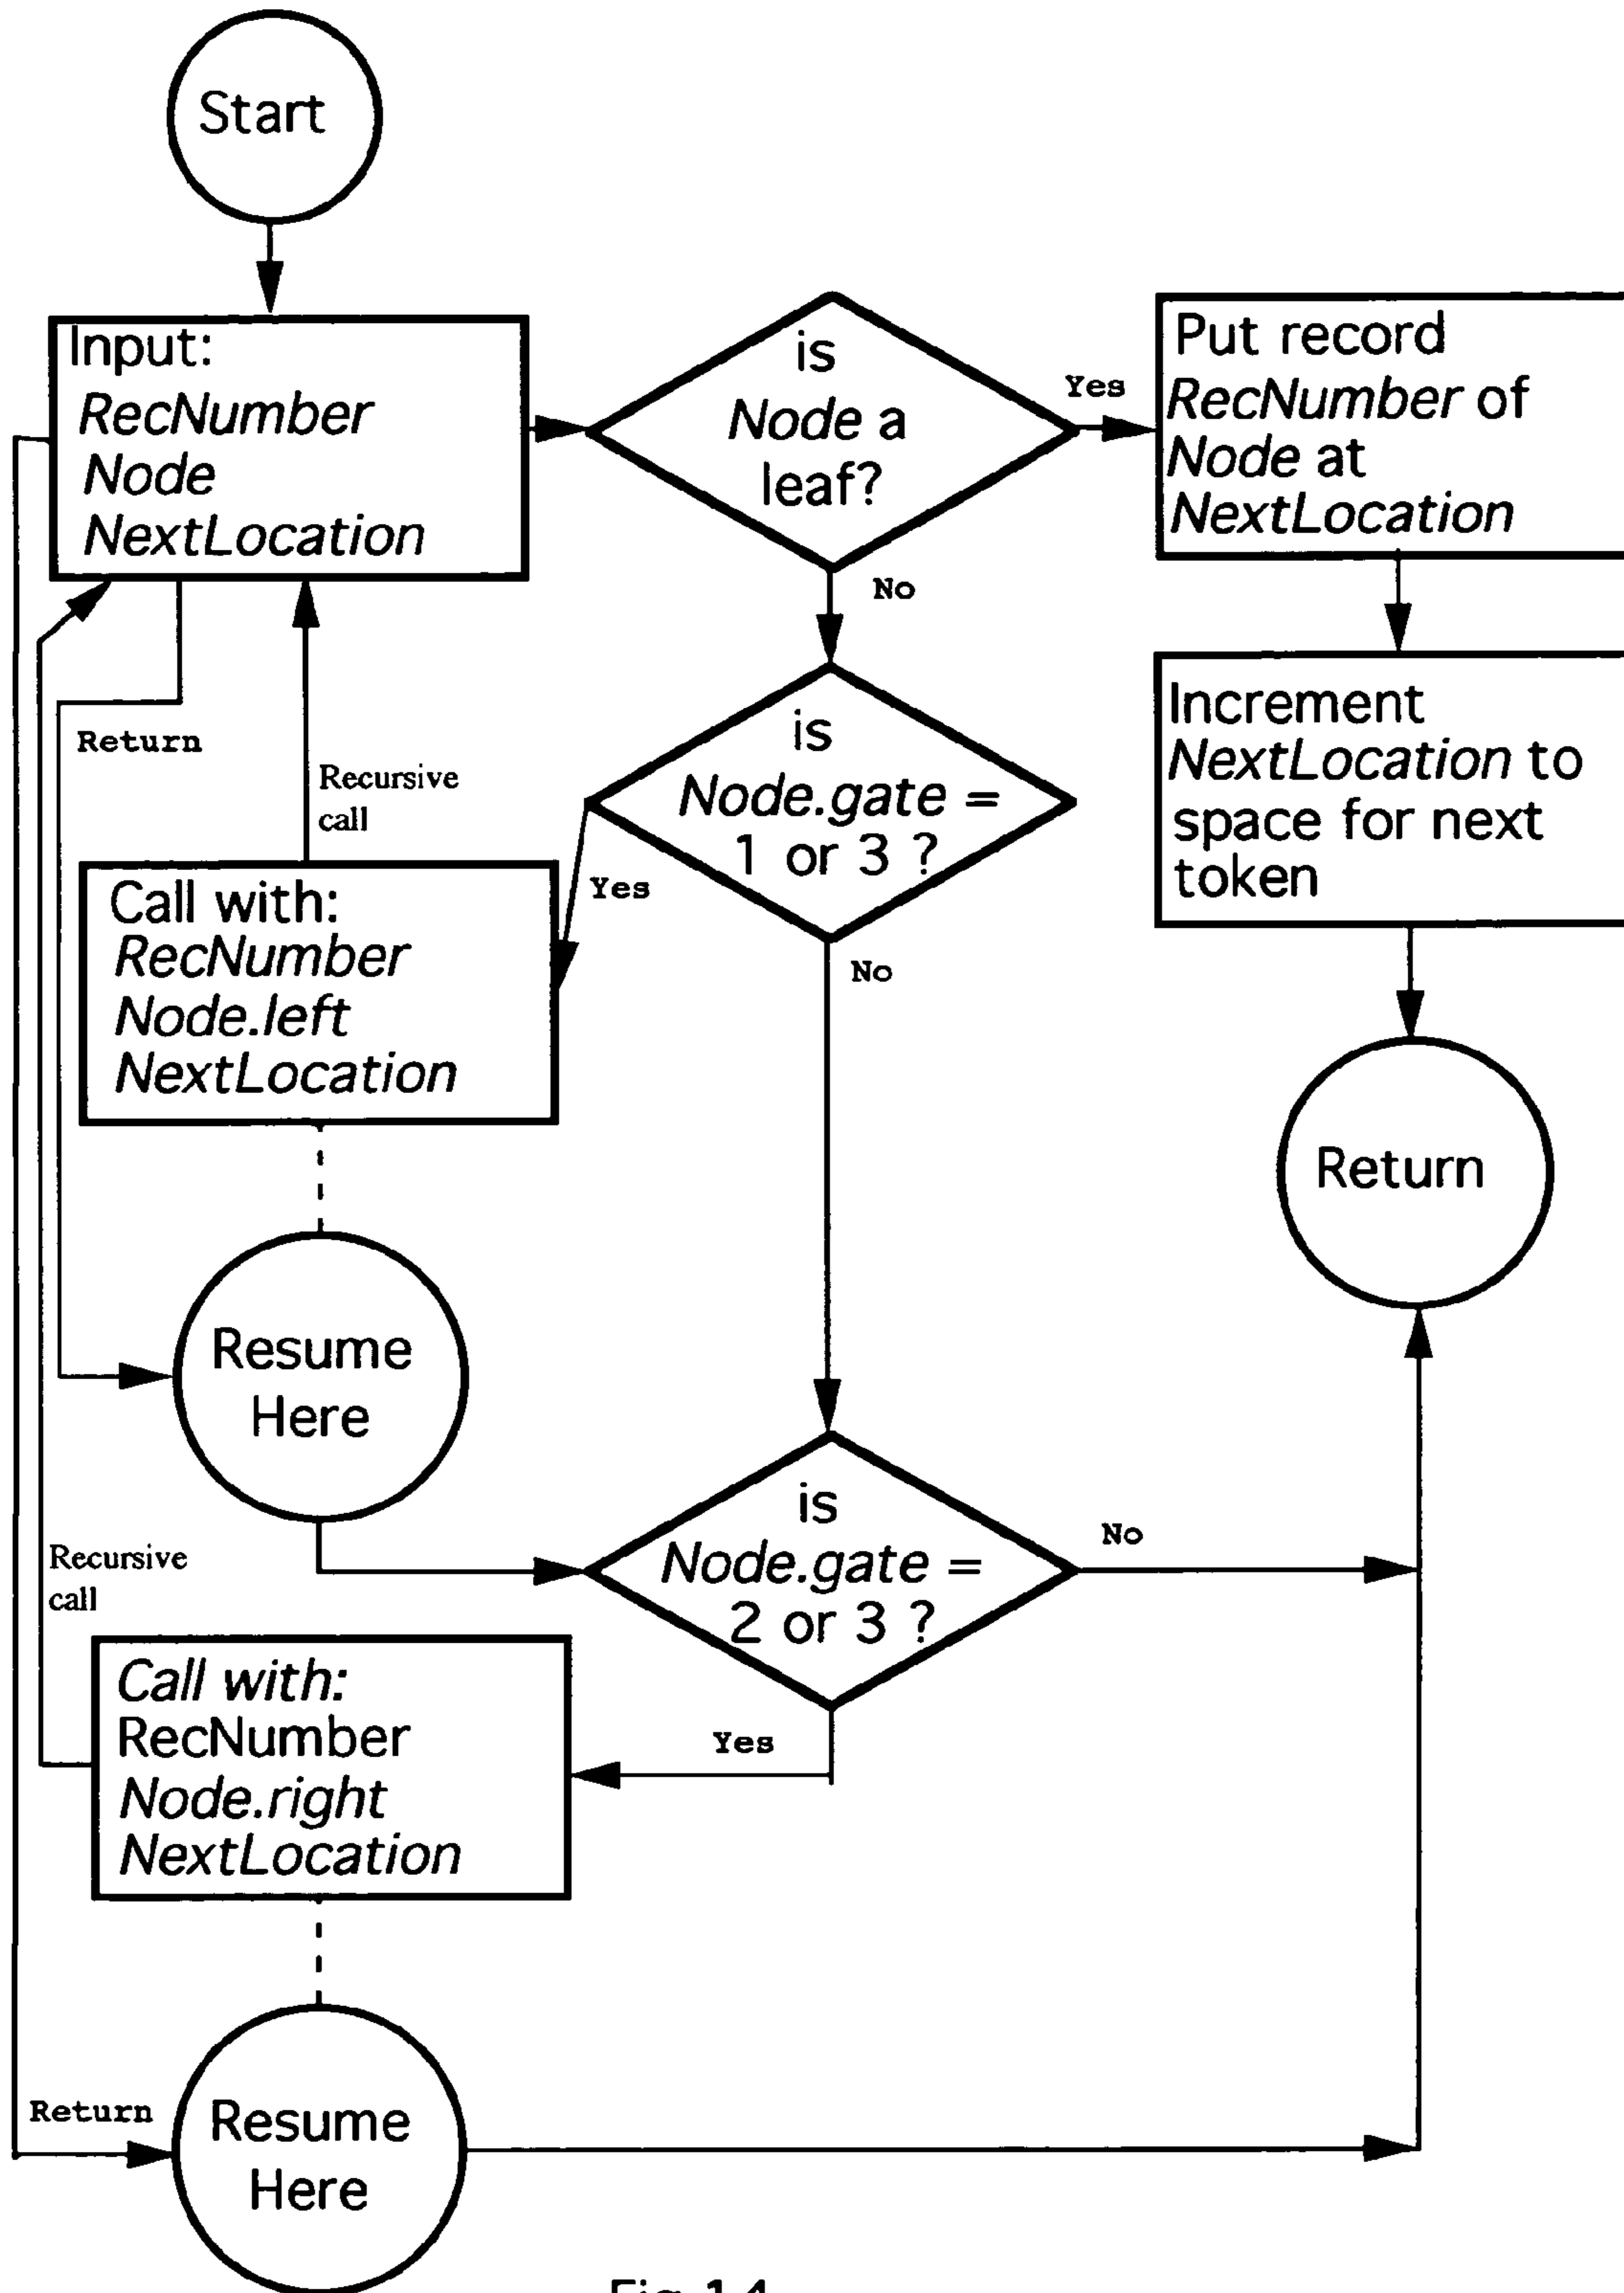 Start
Input:
RecNumber
Node
NextLocation
is
Node a
leaf?
Yes
No
Put record
RecNumber of
Node at
NextLocation
Increment
NextLocation to
space for next
token
Return
is
Node.gate =
1 or 3 ?
Yes
No
Return
Recursive
call
Call with:
RecNumber
Node.left
NextLocation
Resume
Here
is
Node.gate =
2 or 3 ?
No
Yes
Recursive
call
Call with:
RecNumber
Node.right
NextLocation
Return
Resume
Here
Fig 14